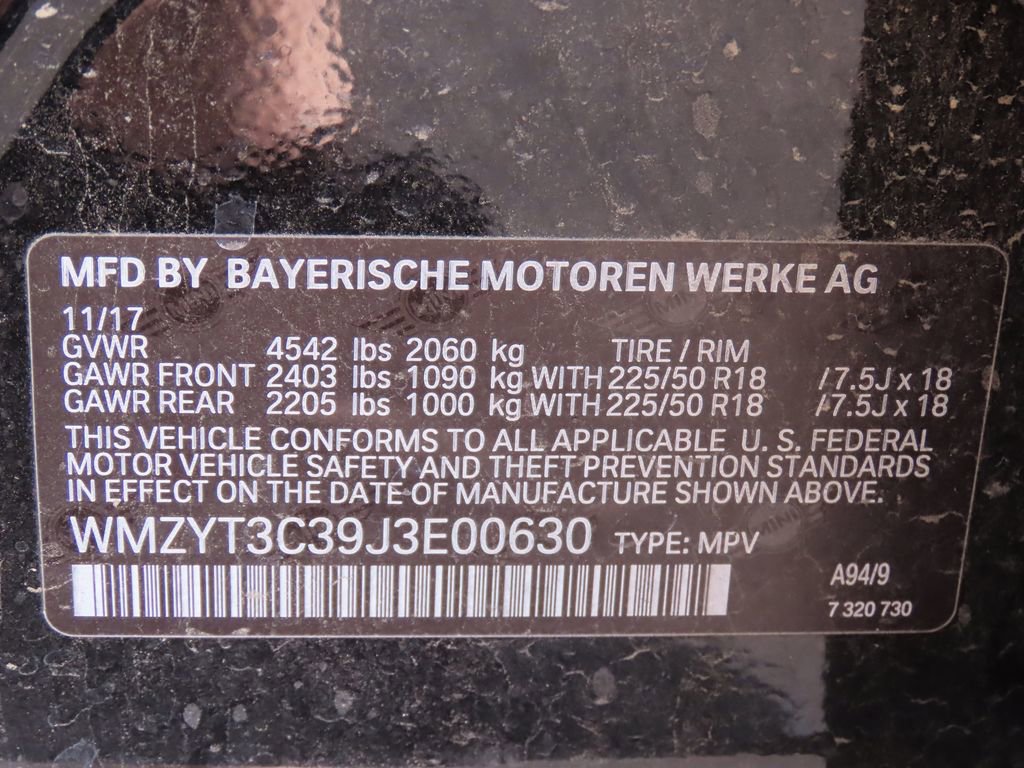 MFD BY BAYERISCHE MOTOREN WERKE AG
11/17
GVWR 4542 lbs 2060 kg TIRE / RIM
GAWR FRONT 2403 lbs 1090 kg WITH 225/50 R18 /7.5J x 18
GAWR REAR 2205 lbs 1000 kg WITH 225/50 R18 /7.5J x 18
THIS VEHICLE CONFORMS TO ALL APPLICABLE U. S. FEDERAL
MOTOR VEHICLE SAFETY AND THEFT PREVENTION STANDARDS
IN EFFECT ON THE DATE OF MANUFACTURE SHOWN ABOVE.
WMZYT3C39J3E00630 TYPE: MPV
A94/9
7 320 730